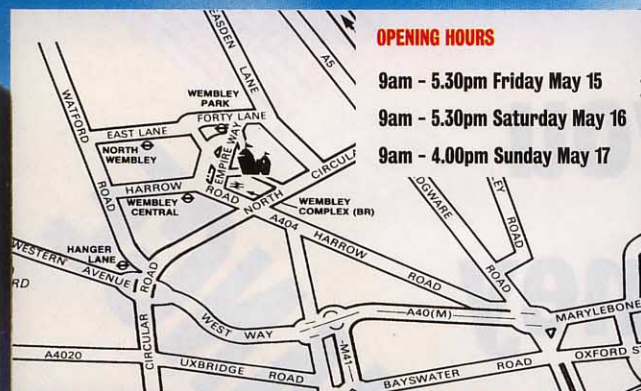 OPENING HOURS
9am - 5.30pm Friday May 15
9am - 5.30pm Saturday May 16
9am - 4.00pm Sunday May 17
LANE
A5
WEMBLEY
PARK
FORTY LANE
EAST LANE
NORTH
WEMBLEY
EMPIRE WAY
WATFORD
ROAD
HARROW
ROAD
NORTH
CIRCULA
WEMBLEY
CENTRAL
WEMBLEY
COMPLEX (BR)
A404
HARROW
ROAD
DGWARE
ROAD
LEY
ROAD
HANGER
LANE
WESTERN
AVENUE
RD
ROAD
CIRCULAR
WEST WAY
A40(M)
MARYLEBONE
A4020
UXBRIDGE ROAD
M41
BAYSWATER ROAD
OXFORD S